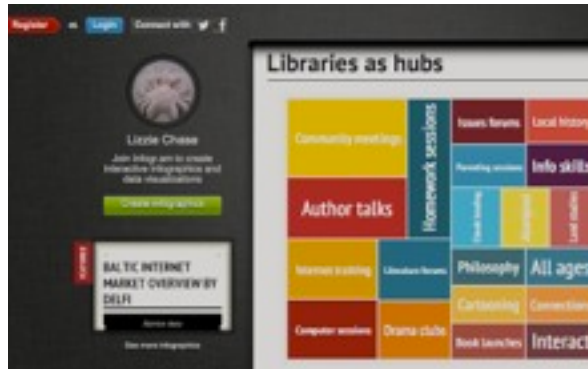 Register
or
Login
Connect with
Lizzie Chase
Join infogr.am to create
interactive infographics and
data visualizations
Create infographics
FEATURED
BALTIC INTERNET
MARKET OVERVIEW BY
DELFI
See more infographics
Libraries as hubs
Community meetings
Homework sessions
Issues forums
Local history
Parenting sessions
Info skills
Author talks
Internet training
Literature forums
Philosophy
All ages
Cartooning
Connections
Computer sessions
Drama clubs
Book launches
Interact